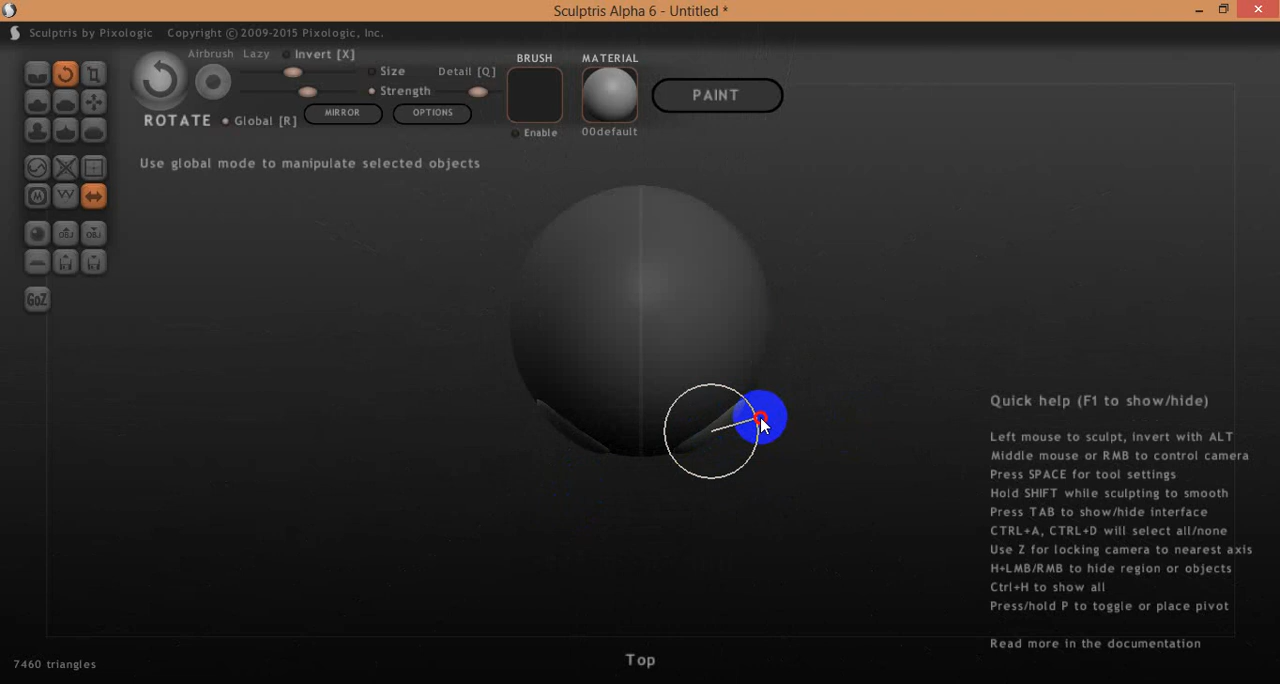 Sculptris Alpha 6 - Untitled *
Sculptris by Pixologic Copyright © 2009-2015 Pixologic, Inc.
Airbrush Lazy Invert [X]
Size Detail [Q]
Strength
MIRROR OPTIONS
ROTATE Global [R]
BRUSH
Enable
MATERIAL
00default
PAINT
Use global mode to manipulate selected objects
OBJ OBJ
GoZ
Quick help (F1 to show/hide)
Left mouse to sculpt, invert with ALT
Middle mouse or RMB to control camera
Press SPACE for tool settings
Hold SHIFT while sculpting to smooth
Press TAB to show/hide interface
CTRL+A, CTRL+D will select all/none
Use Z for locking camera to nearest axis
H+LMB/RMB to hide region or objects
Ctrl+H to show all
Press/hold P to toggle or place pivot
Read more in the documentation
7460 triangles
Top